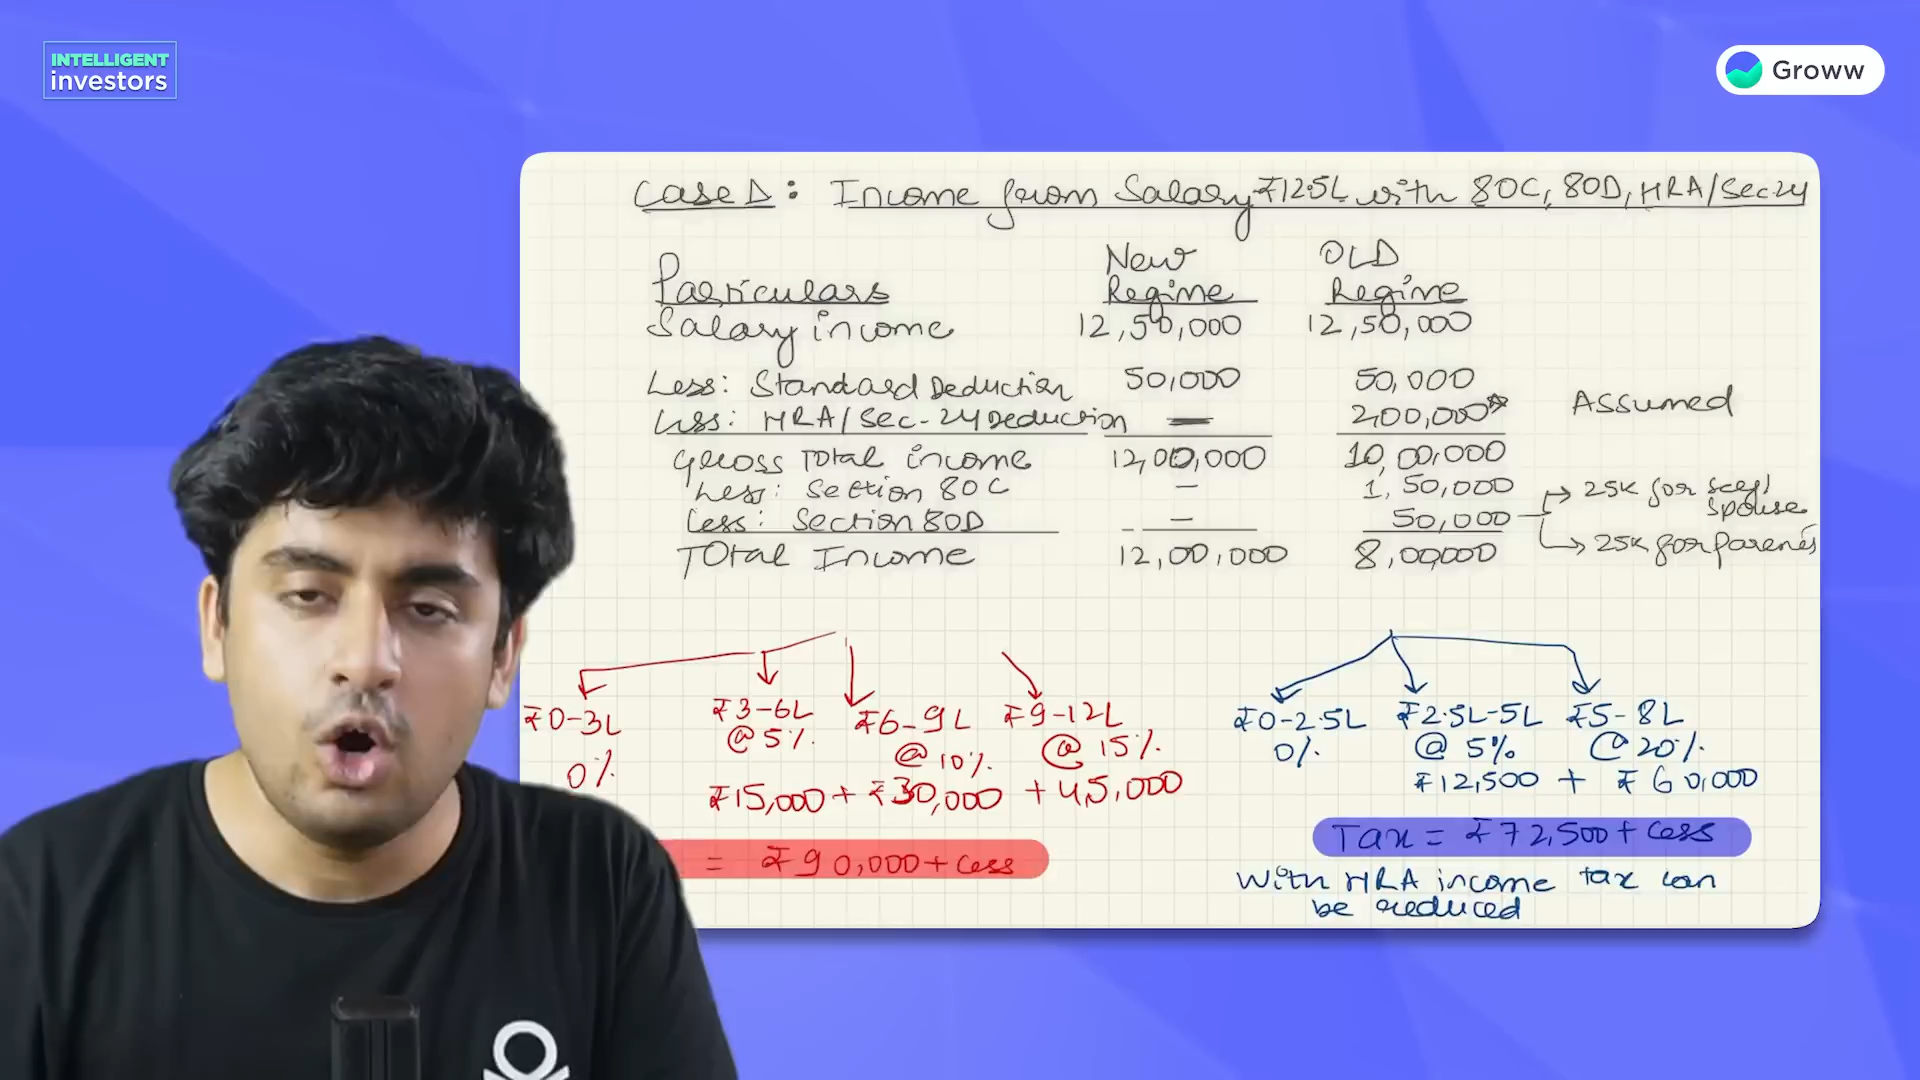 INTELLIGENT
investors
Groww
Case 1: Income from Salary ₹12.5L with 80C, 80D, HRA/Sec24
Particulars New Regime OLD Regime
Salary income 12,50,000 12,50,000
Less: Standard Deduction 50,000 50,000
Less: HRA/Sec-24 Deduction — 200,000* Assumed
Gross Total income 12,00,000 10,00,000
Less: Section 80C — 1,50,000
Less: Section 80D — 50,000
→ 25K for self/spouse
→ 25K for parents
Total Income 12,00,000 8,00,000
₹0-3L ₹3-6L ₹6-9L ₹9-12L
0% @ 5% @ 10% @ 15%
₹15,000 + ₹30,000 + 45,000
= ₹90,000 + cess
₹0-2.5L ₹2.5L-5L ₹5-8L
0% @ 5% @ 20%
₹12,500 + ₹60,000
Tax = ₹72,500 + cess
with HRA income tax can
be reduced